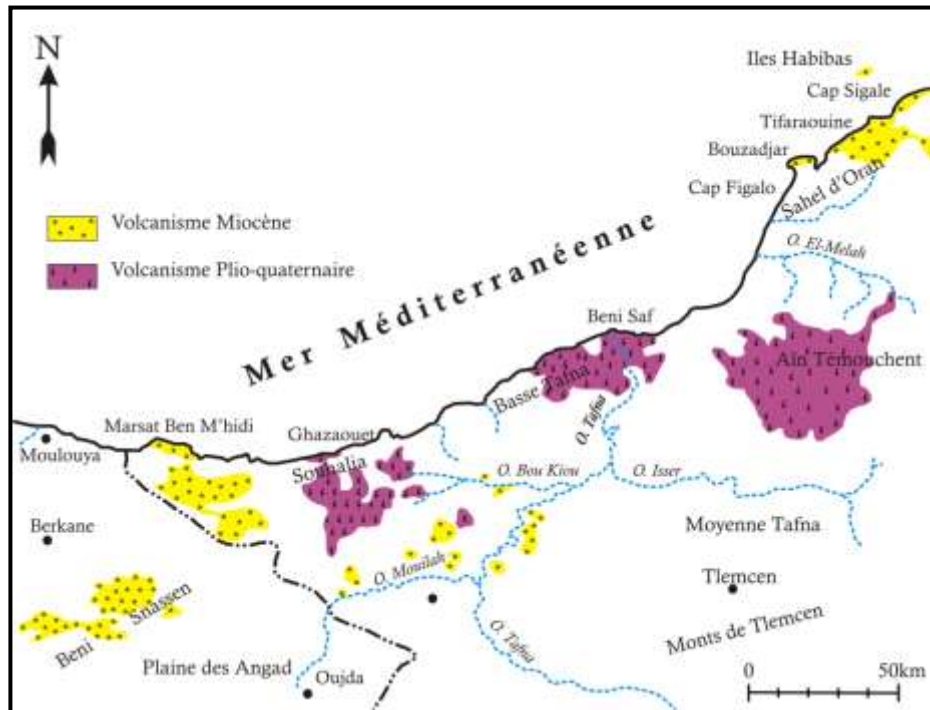 N
Iles Habibas
Cap Sigale
Tifaraouine
Bouzadjar
Cap Figalo
Sahel d'Oran
Volcanisme Miocène
Volcanisme Plio-quaternaire
O. El-Melah
Mer Méditerranéenne
Beni Saf
Aïn Témouchent
Basse Tafna
Marsat Ben M'hidi
Ghazaouet
O. Tafna
Moulouya
Souhalia
O. Bou Kiou
O. Isser
Berkane
Moyenne Tafna
O. Mouilah
Tlemcen
Beni Snassen
O. Tafna
Monts de Tlemcen
Plaine des Angad
Oujda
0 50km